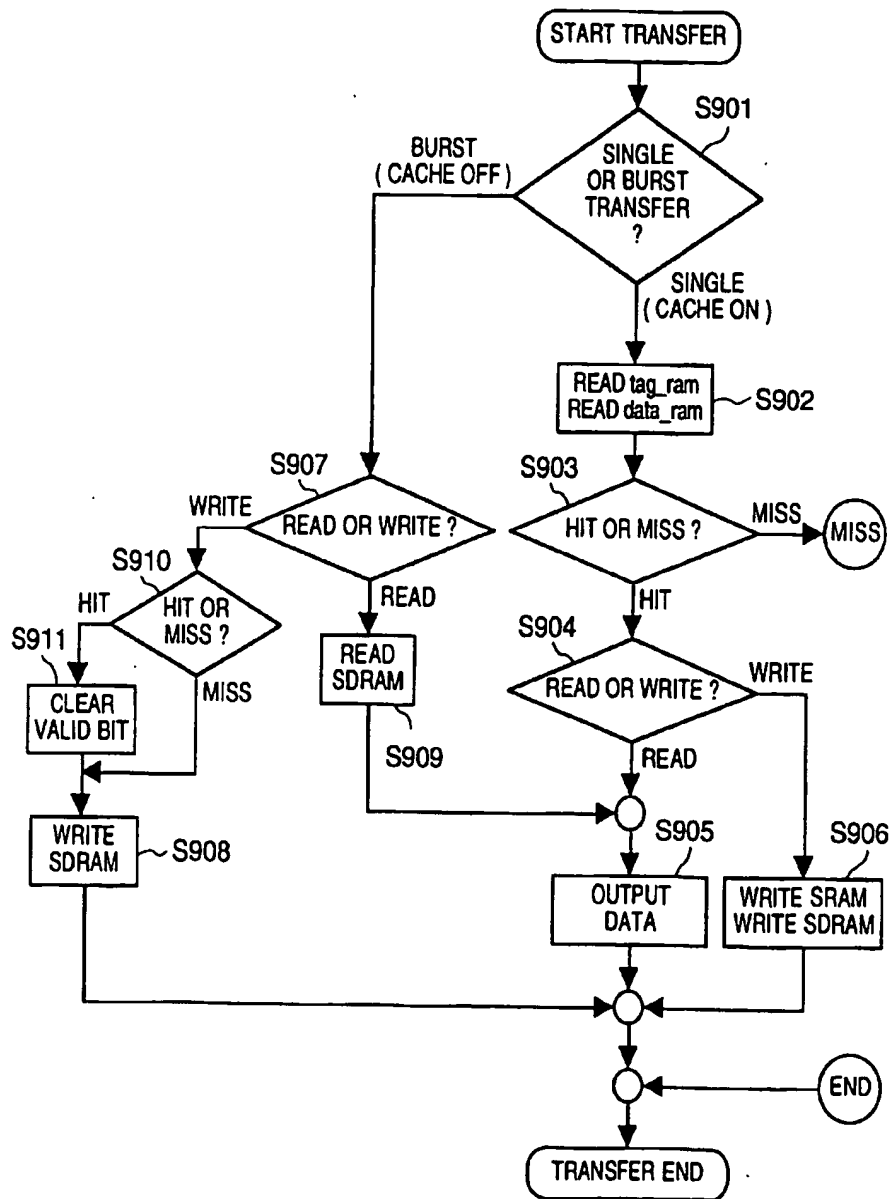 START TRANSFER
S901
BURST
( CACHE OFF )
SINGLE
OR BURST
TRANSFER
?
SINGLE
( CACHE ON )
READ tag_ram
READ data_ram
S902
S907
S903
WRITE
READ OR WRITE ?
HIT OR MISS ?
MISS
MISS
S910
HIT
HIT OR
MISS ?
READ
HIT
S904
S911
READ
SDRAM
READ OR WRITE ?
WRITE
CLEAR
VALID BIT
MISS
S909
READ
WRITE
SDRAM
S908
S905
S906
OUTPUT
DATA
WRITE SRAM
WRITE SDRAM
END
TRANSFER END